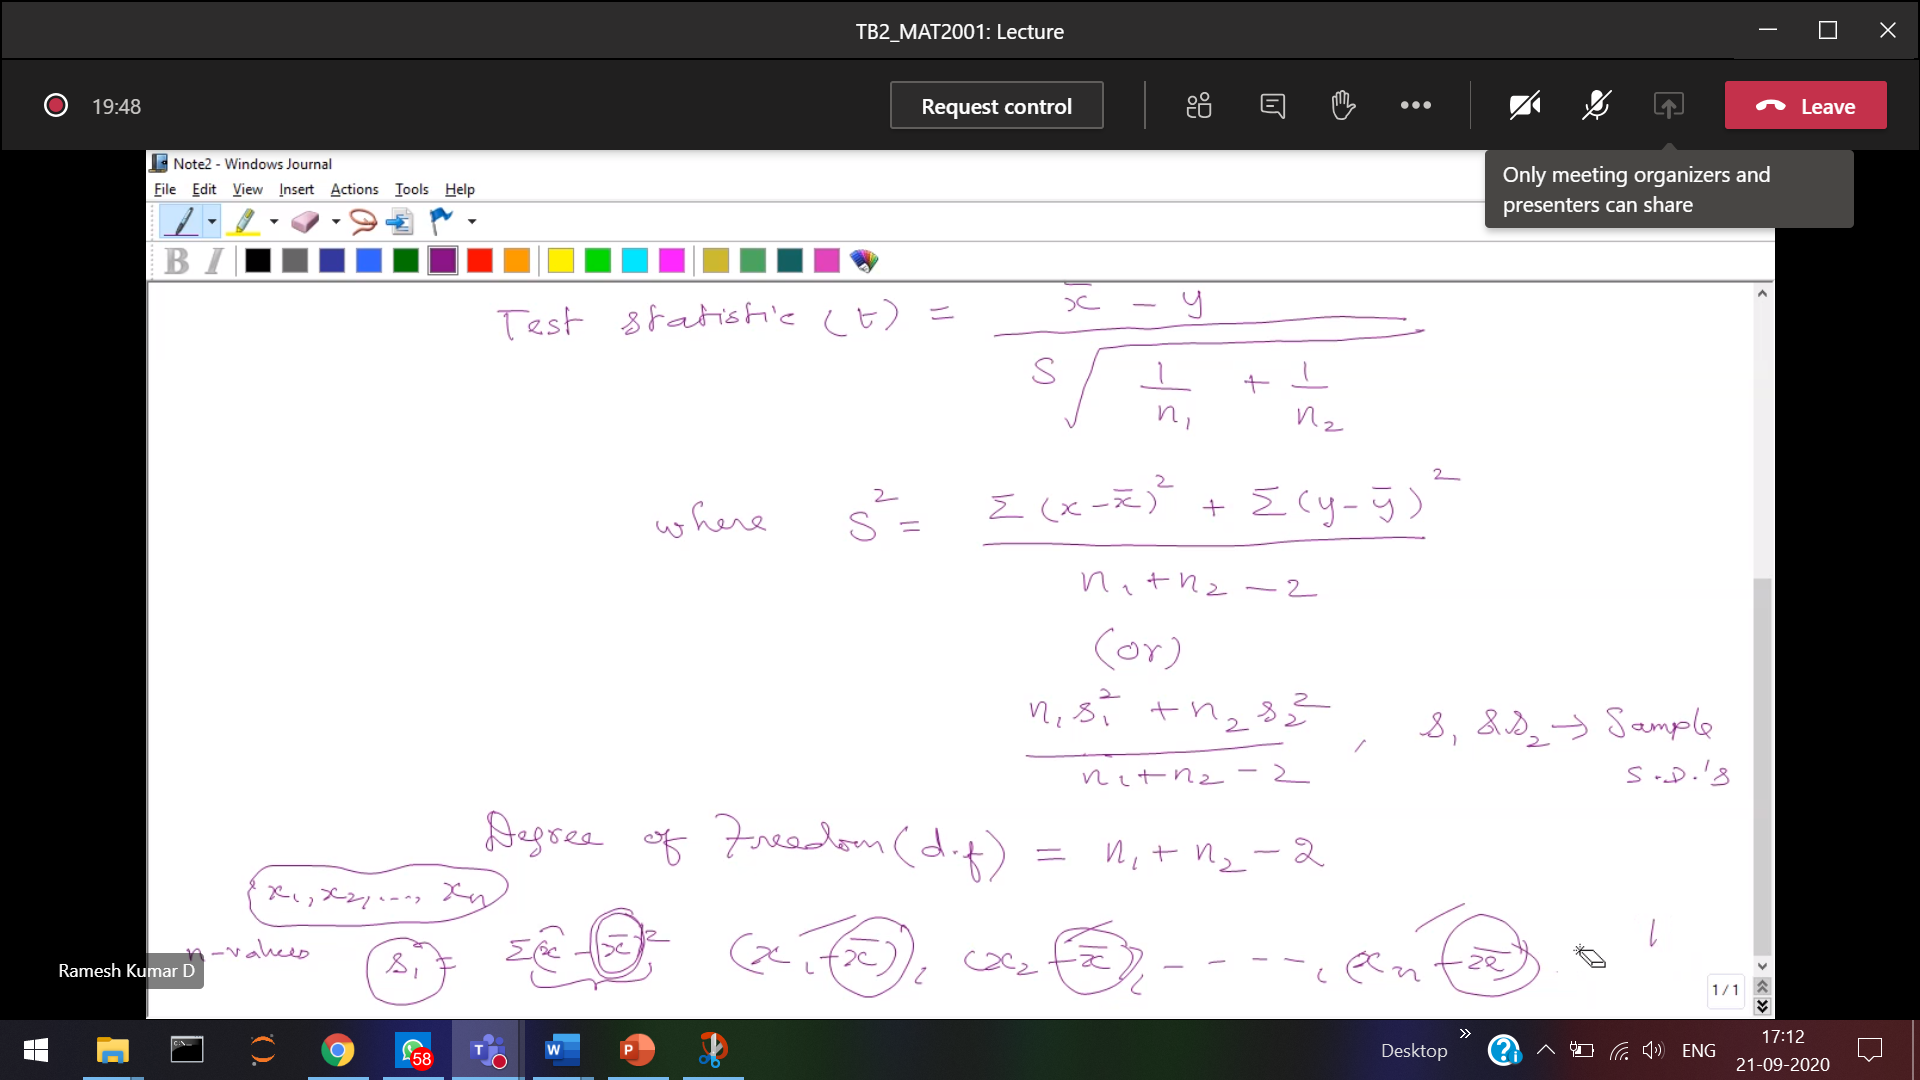 TB2_MAT2001: Lecture
19:48
Request control
Leave
Only meeting organizers and
presenters can share
Note2 - Windows Journal
File Edit View Insert Actions Tools Help
B I
Test statistic (t) = x̄ - y / S √ 1/n₁ + 1/n₂
where S² = Σ(x-x̄)² + Σ(y-ȳ)² / n₁+n₂-2
(or)
n₁s₁² + n₂s₂² / n₁+n₂-2 , s₁ & s₂ → Sample
S.D.'s
Degree of Freedom (d.f) = n₁ + n₂ - 2
x₁, x₂, ..., xₙ
n-values s₁² = Σ(x - x̄)² (x₁-x̄), (x₂-x̄), - - - -, (xₙ-x̄)
Ramesh Kumar D
1 / 1
58
Desktop
ENG
17:12
21-09-2020